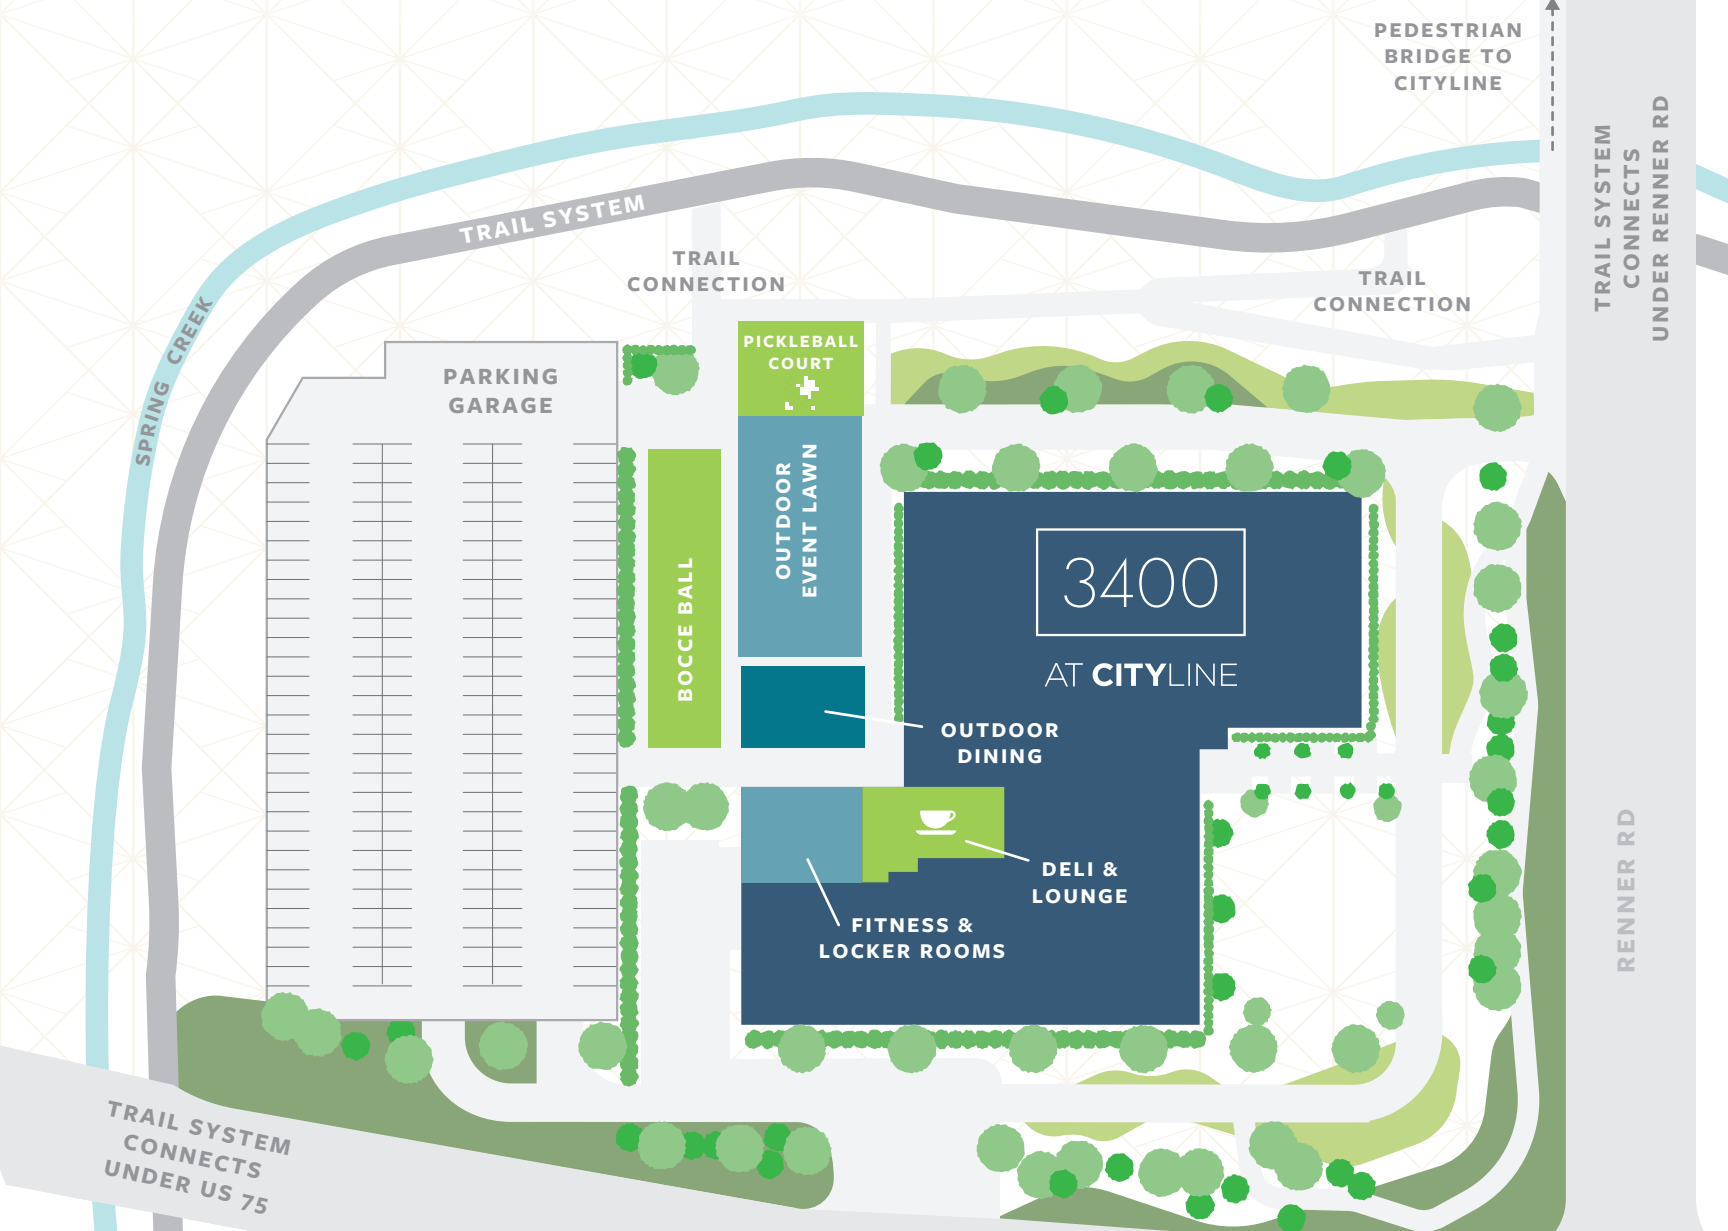 PEDESTRIAN
BRIDGE TO
CITYLINE
TRAIL SYSTEM
CONNECTS
UNDER RENNER RD
TRAIL SYSTEM
TRAIL
CONNECTION
TRAIL
CONNECTION
SPRING CREEK
PARKING
GARAGE
PICKLEBALL
COURT
OUTDOOR
EVENT LAWN
BOCCE BALL
3400
AT CITYLINE
OUTDOOR
DINING
DELI &
LOUNGE
FITNESS &
LOCKER ROOMS
RENNER RD
TRAIL SYSTEM
CONNECTS
UNDER US 75